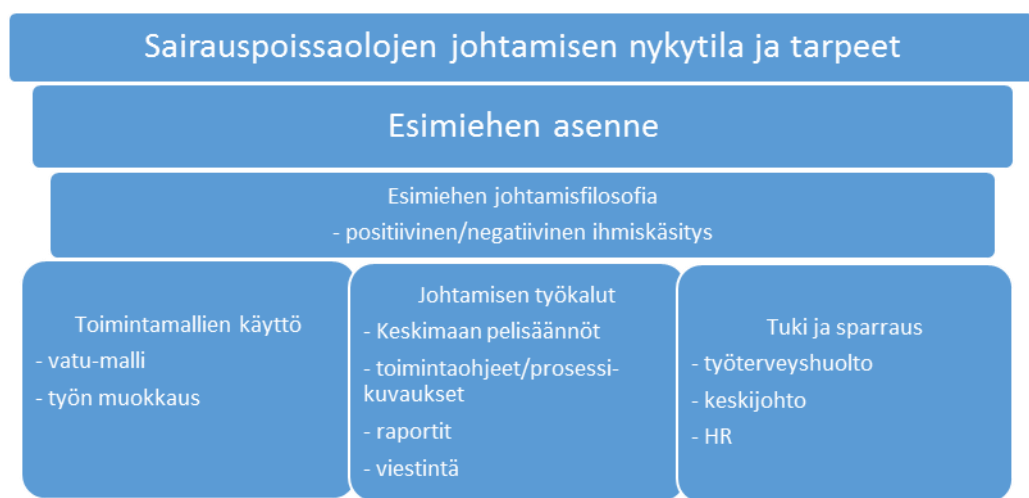 Sairauspoissaolojen johtamisen nykytila ja tarpeet
Esimiehen asenne
Esimiehen johtamisfilosofia
- positiivinen/negatiivinen ihmiskäsitys
Toimintamallien käyttö
- vatu-malli
- työn muokkaus
Johtamisen työkalut
- Keskimaan pelisäännöt
- toimintaohjeet/prosessi-
kuvaukset
- raportit
- viestintä
Tuki ja sparraus
- työterveyshuolto
- keskijohto
- HR